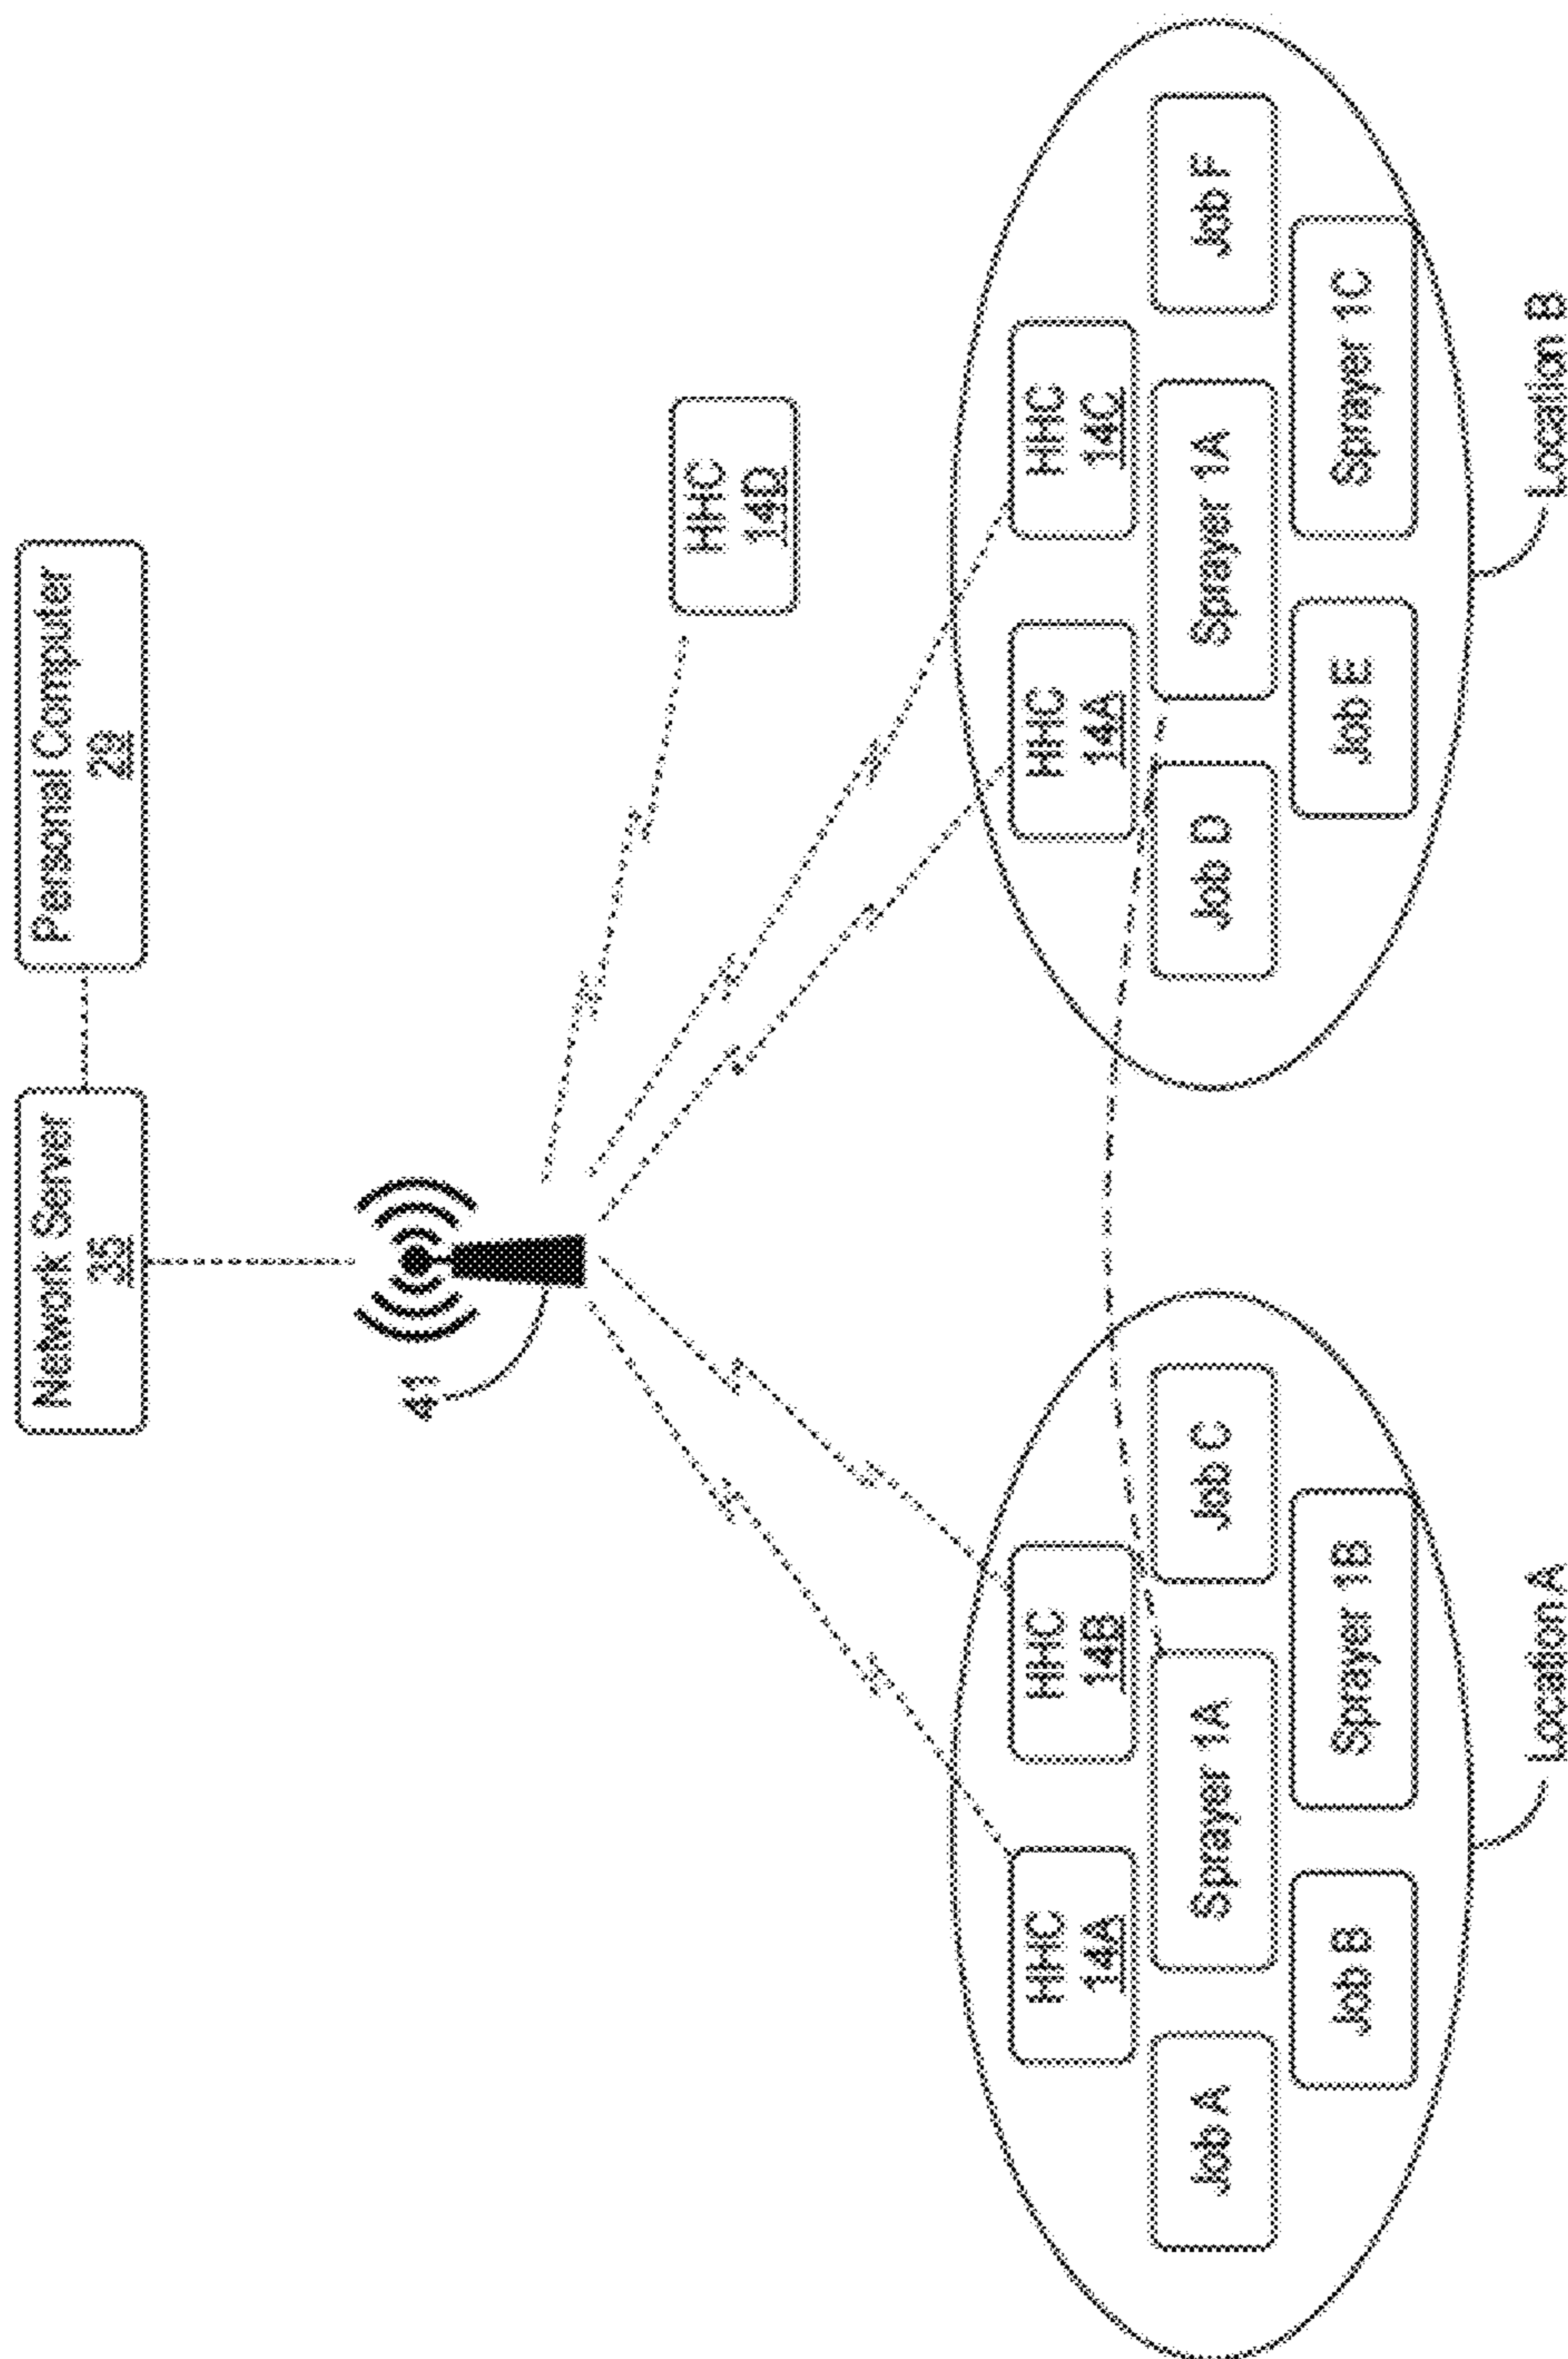 Network Server
35
Personal Computer
29
41
HHC
14D
HHC
14A
HHC
14B
Job A
Sprayer 1A
Job C
Job B
Sprayer 1B
Location A
HHC
14A
HHC
14C
Job D
Sprayer 1A
Job F
Job E
Sprayer 1C
Location B